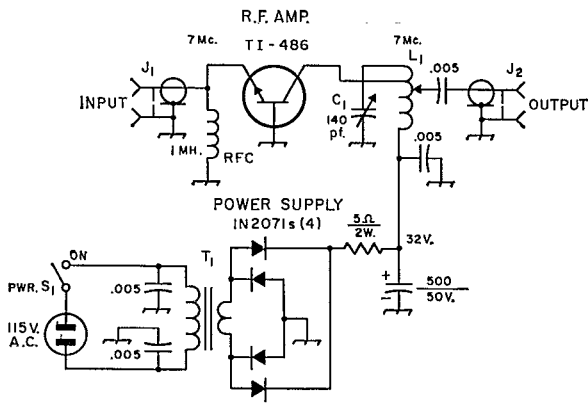 R.F. AMP.
TI-486
7Mc.
7Mc.
L1
J1
.005
J2
INPUT
C1
140
pf.
OUTPUT
1 MH.
RFC
.005
POWER SUPPLY
1N2071s (4)
5Ω
2W.
32V.
ON
T1
PWR. S1
.005
+
500
50V.
-
115V.
A.C.
.005